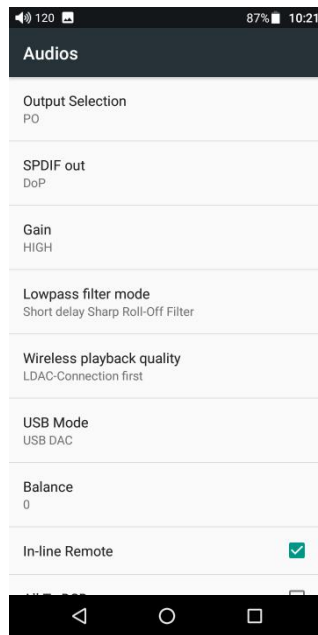 120 87% 10:21
Audios
Output Selection
PO
SPDIF out
DoP
Gain
HIGH
Lowpass filter mode
Short delay Sharp Roll-Off Filter
Wireless playback quality
LDAC-Connection first
USB Mode
USB DAC
Balance
0
In-line Remote